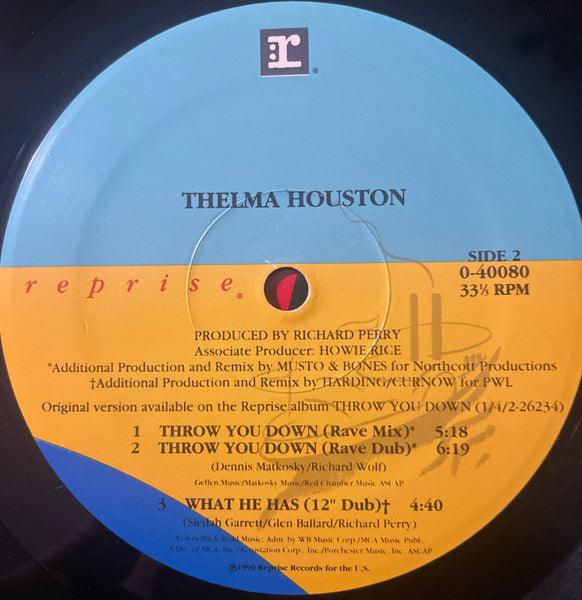 r®
THELMA HOUSTON
SIDE 2
0-40080
33⅓ RPM
reprise®
PRODUCED BY RICHARD PERRY
Associate Producer: HOWIE RICE
*Additional Production and Remix by MUSTO & BONES for Northcott Productions
†Additional Production and Remix by HARDING/CURNOW for PWL
Original version available on the Reprise album THROW YOU DOWN (1/4/2-26234)
1 THROW YOU DOWN (Rave Mix)* 5:18
2 THROW YOU DOWN (Rave Dub)* 6:19
(Dennis Matkosky/Richard Wolf)
Geffen Music/Matkosky Music/Red Chamber Music ASCAP
3 WHAT HE HAS (12" Dub)† 4:40
(Siedah Garrett/Glen Ballard/Richard Perry)
Yellow Brick Road Music, Adm. by WB Music Corp./MCA Music Publ.,
A Div. of MCA, Inc./Aerostation Corp., Inc./Porchester Music, Inc. ASCAP
℗1990 Reprise Records for the U.S.